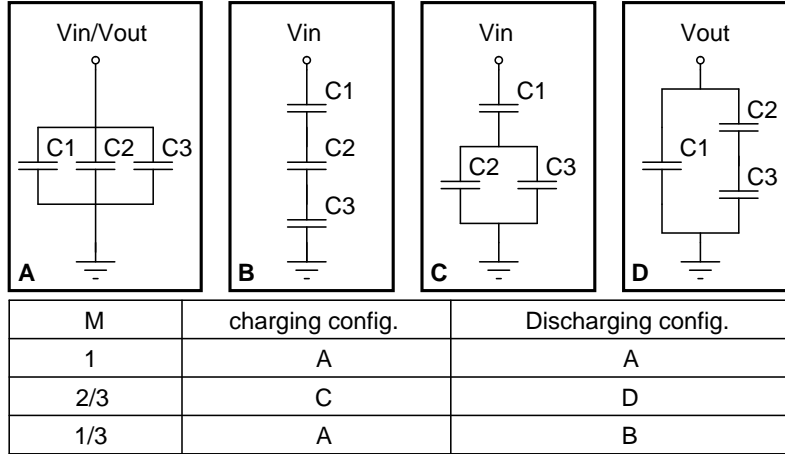 Vin/Vout
C1 C2 C3
A
Vin
C1
C2
C3
B
Vin
C1
C2 C3
C
Vout
C1
C2
C3
D
M charging config. Discharging config.
1 A A
2/3 C D
1/3 A B